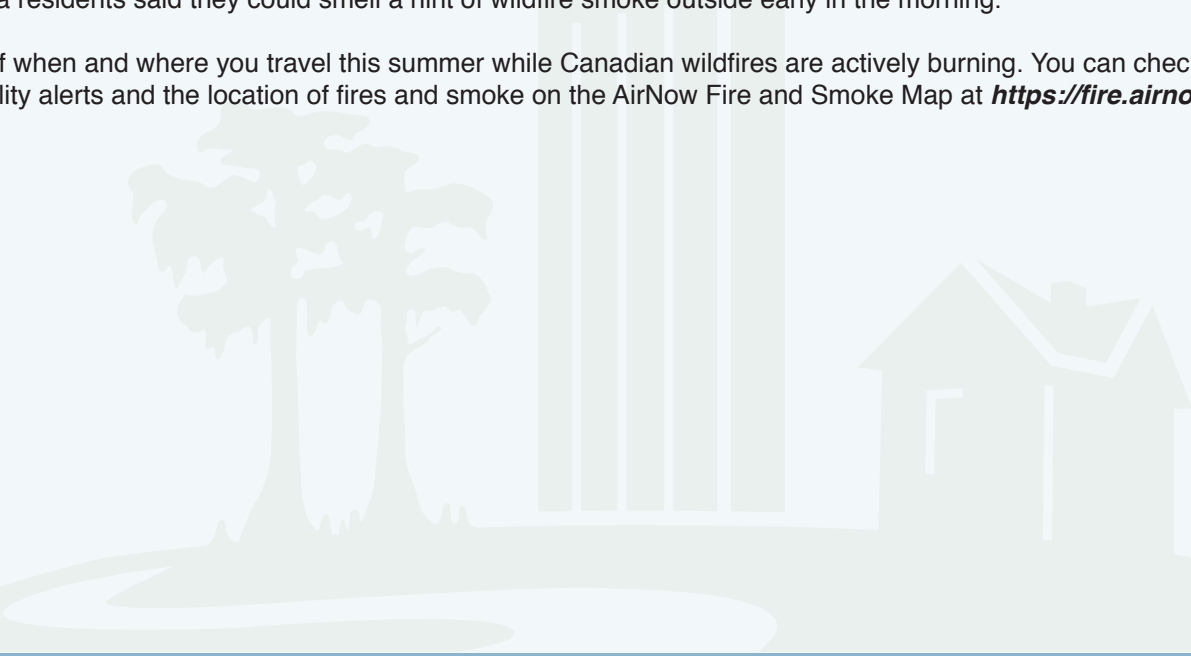 a residents said they could smell a hint of wildfire smoke outside early in the morning.
f when and where you travel this summer while Canadian wildfires are actively burning. You can chec
lity alerts and the location of fires and smoke on the AirNow Fire and Smoke Map at https://fire.airno